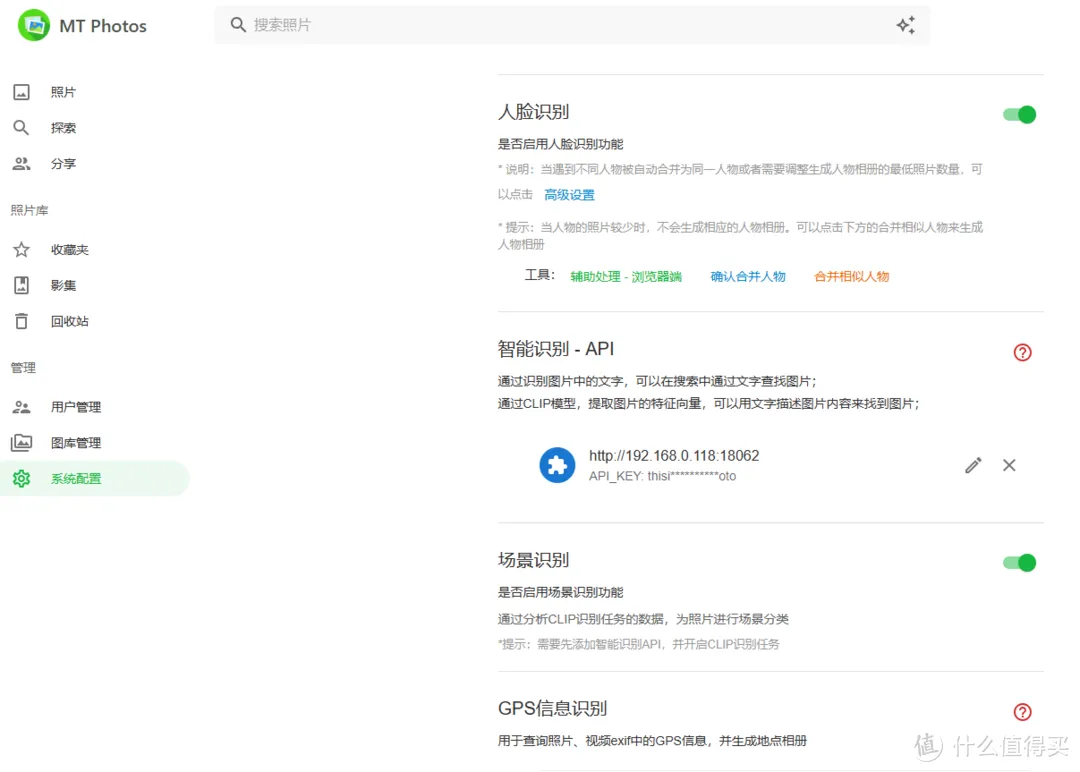 MT Photos
搜索照片
照片
探索
分享
照片库
收藏夹
影集
回收站
管理
用户管理
图库管理
系统配置
人脸识别
是否启用人脸识别功能
* 说明：当遇到不同人物被自动合并为同一人物或者需要调整生成人物相册的最低照片数量，可
以点击 高级设置
* 提示：当人物的照片较少时，不会生成相应的人物相册。可以点击下方的合并相似人物来生成
人物相册
工具： 辅助处理 - 浏览器端 确认合并人物 合并相似人物
智能识别 - API
通过识别图片中的文字，可以在搜索中通过文字查找图片；
通过CLIP模型，提取图片的特征向量，可以用文字描述图片内容来找到图片；
http://192.168.0.118:18062
API_KEY: thisi**********oto
场景识别
是否启用场景识别功能
通过分析CLIP识别任务的数据，为照片进行场景分类
*提示：需要先添加智能识别API，并开启CLIP识别任务
GPS信息识别
用于查询照片、视频exif中的GPS信息，并生成地点相册
值 什么值得买